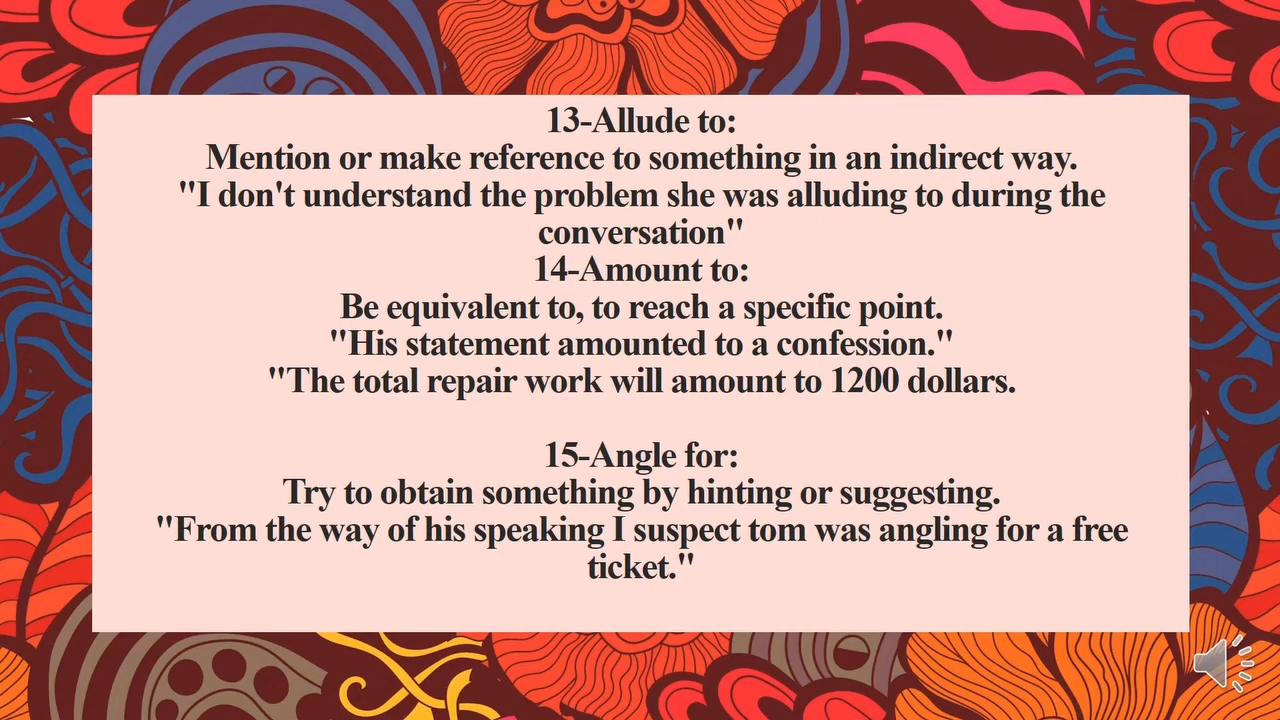 13-Allude to:
Mention or make reference to something in an indirect way.
"I don't understand the problem she was alluding to during the
conversation"
14-Amount to:
Be equivalent to, to reach a specific point.
"His statement amounted to a confession."
"The total repair work will amount to 1200 dollars.
15-Angle for:
Try to obtain something by hinting or suggesting.
"From the way of his speaking I suspect tom was angling for a free
ticket."